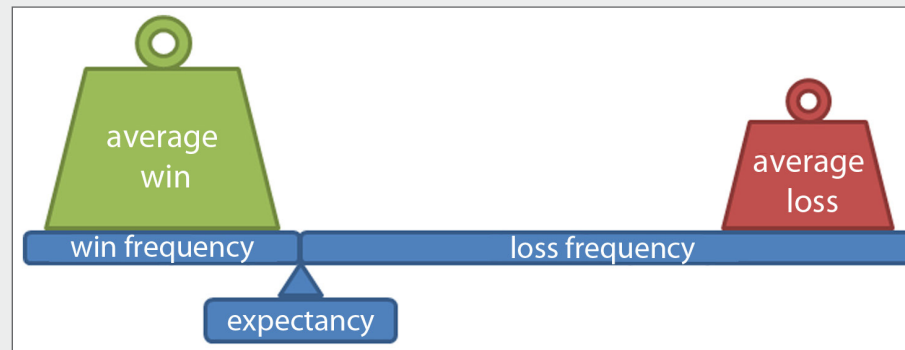 average
win
average
loss
win frequency
loss frequency
expectancy